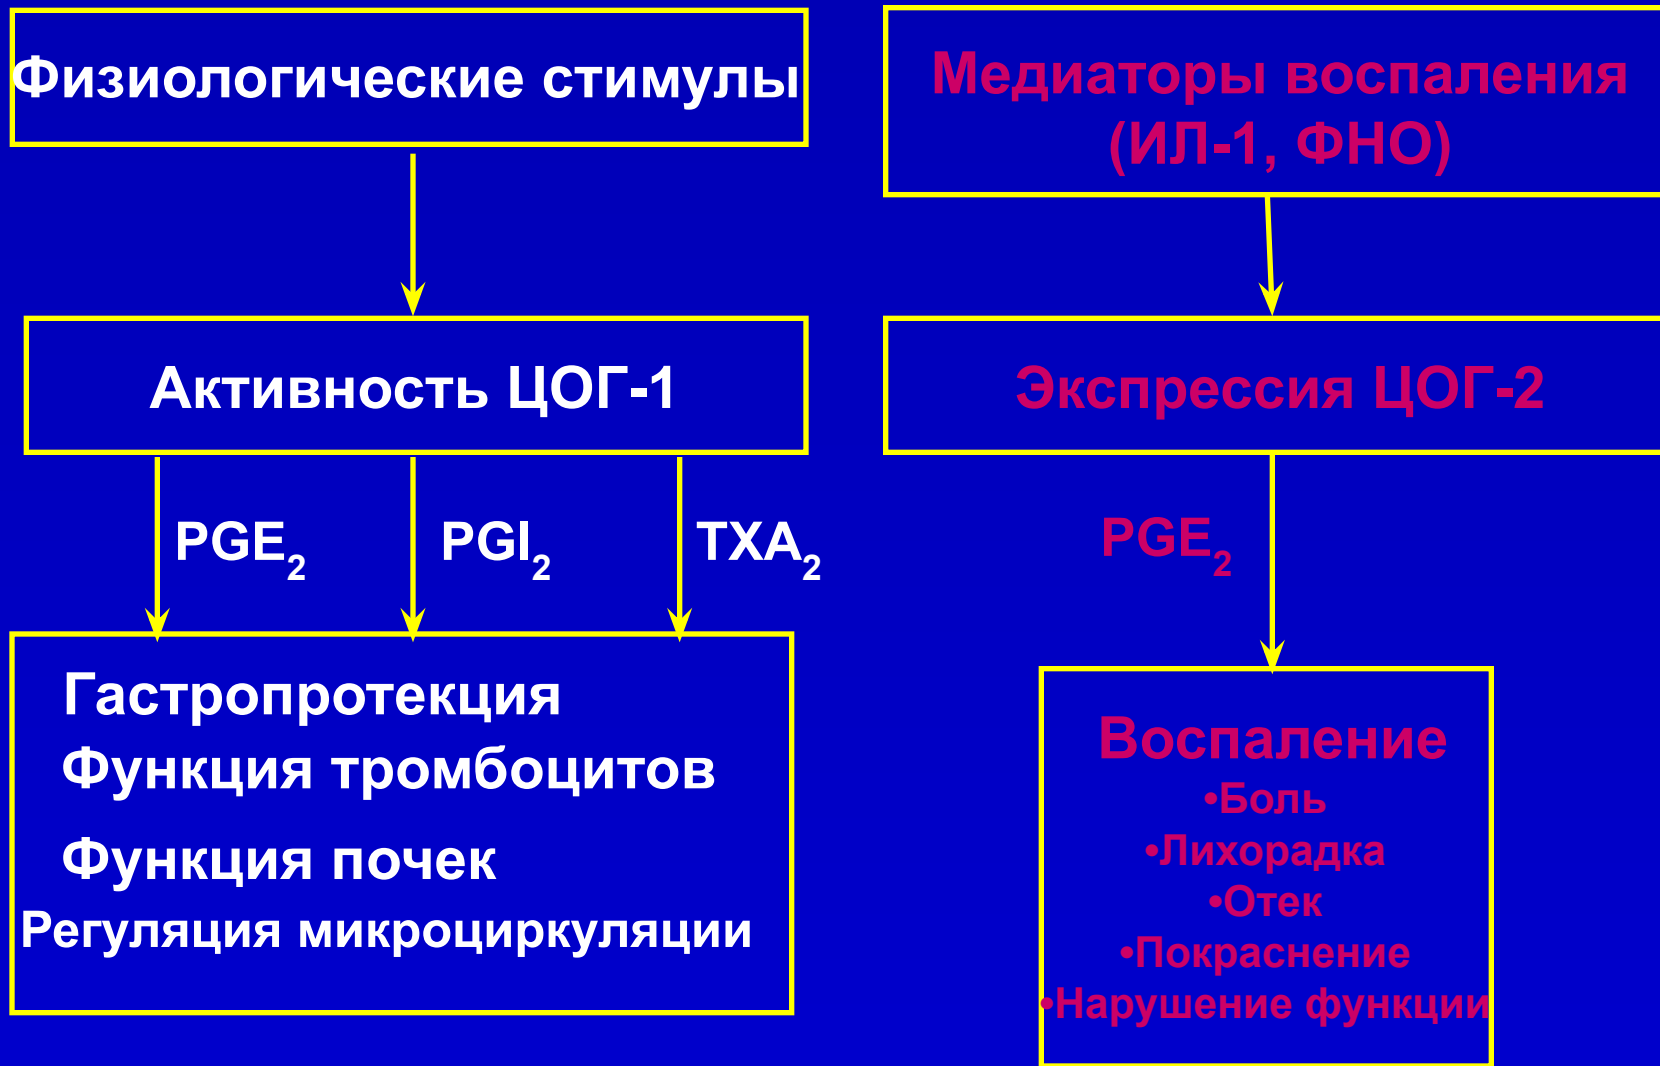 Физиологические стимулы
Активность ЦОГ-1
PGE2
PGI2
TXA2
Гастропротекция
Функция тромбоцитов
Функция почек
Регуляция микроциркуляции
Медиаторы воспаления
(ИЛ-1, ФНО)
Экспрессия ЦОГ-2
PGE2
Воспаление
•Боль
•Лихорадка
•Отек
•Покраснение
•Нарушение функции